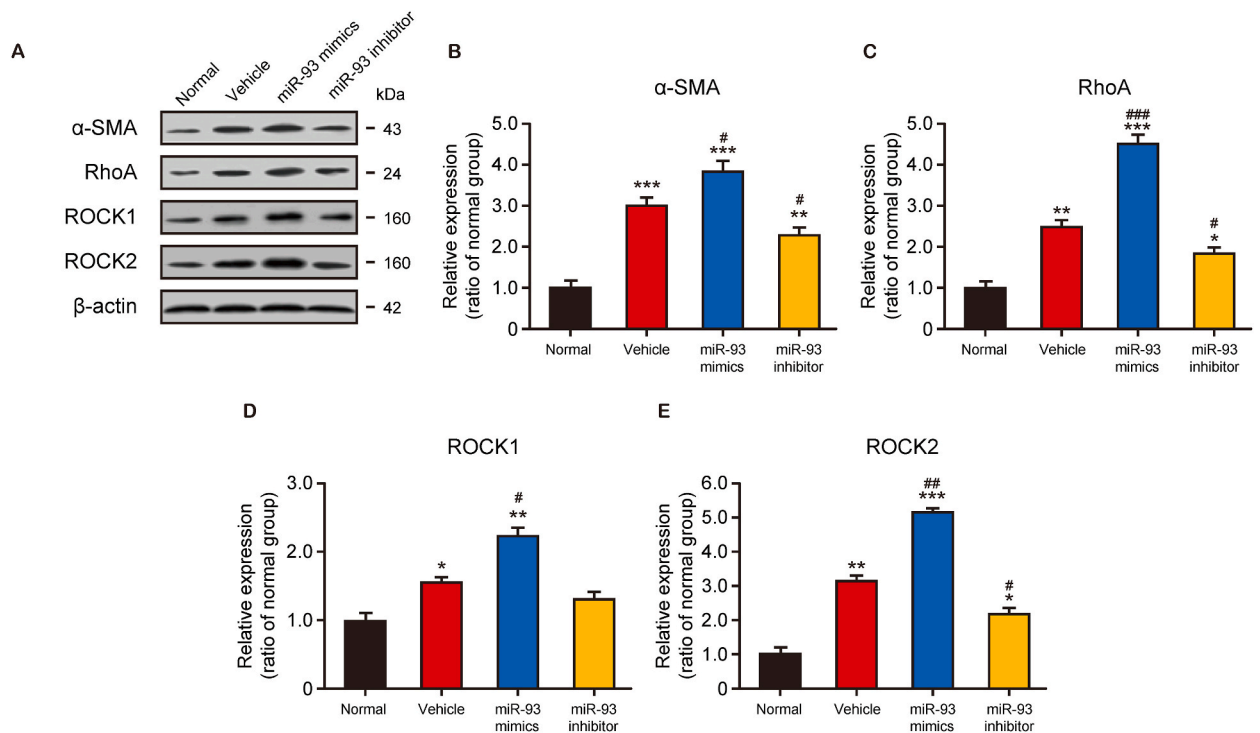 A
Normal
Vehicle
miR-93 mimics
miR-93 inhibitor
kDa
α-SMA
43
RhoA
24
ROCK1
160
ROCK2
160
β-actin
42
B
α-SMA
Relative expression
(ratio of normal group)
5.0
4.0
3.0
2.0
1.0
0
***
#
***
#
**
Normal
Vehicle
miR-93
mimics
miR-93
inhibitor
C
RhoA
Relative expression
(ratio of normal group)
5.0
4.0
3.0
2.0
1.0
0
**
###
***
#
*
Normal
Vehicle
miR-93
mimics
miR-93
inhibitor
D
ROCK1
Relative expression
(ratio of normal group)
3.0
2.0
1.0
0
*
#
**
Normal
Vehicle
miR-93
mimics
miR-93
inhibitor
E
ROCK2
Relative expression
(ratio of normal group)
6.0
5.0
4.0
3.0
2.0
1.0
0
**
##
***
#
*
Normal
Vehicle
miR-93
mimics
miR-93
inhibitor